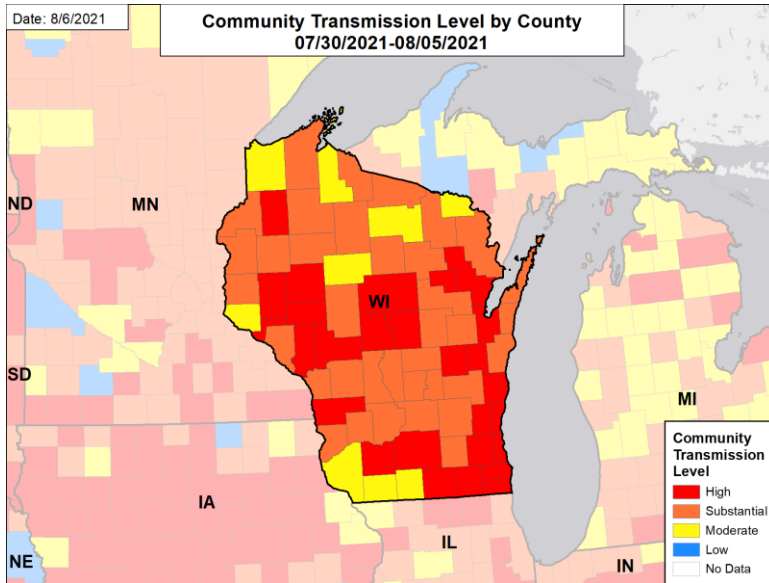 Date: 8/6/2021
Community Transmission Level by County
07/30/2021-08/05/2021
ND
MN
WI
SD
MI
IA
NE
IL
IN
Community
Transmission
Level
High
Substantial
Moderate
Low
No Data